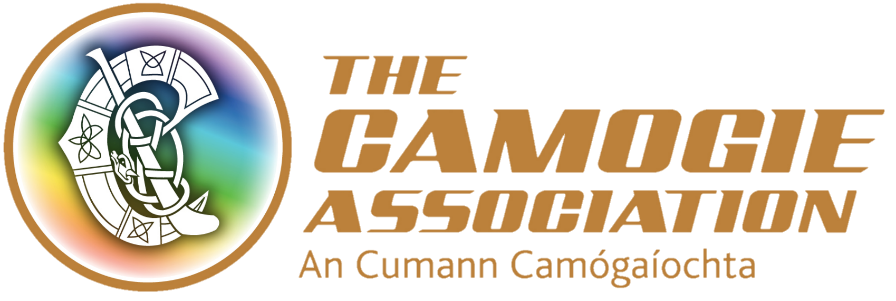 THE
CAMOGIE
ASSOCIATION
An Cumann Camógaíochta